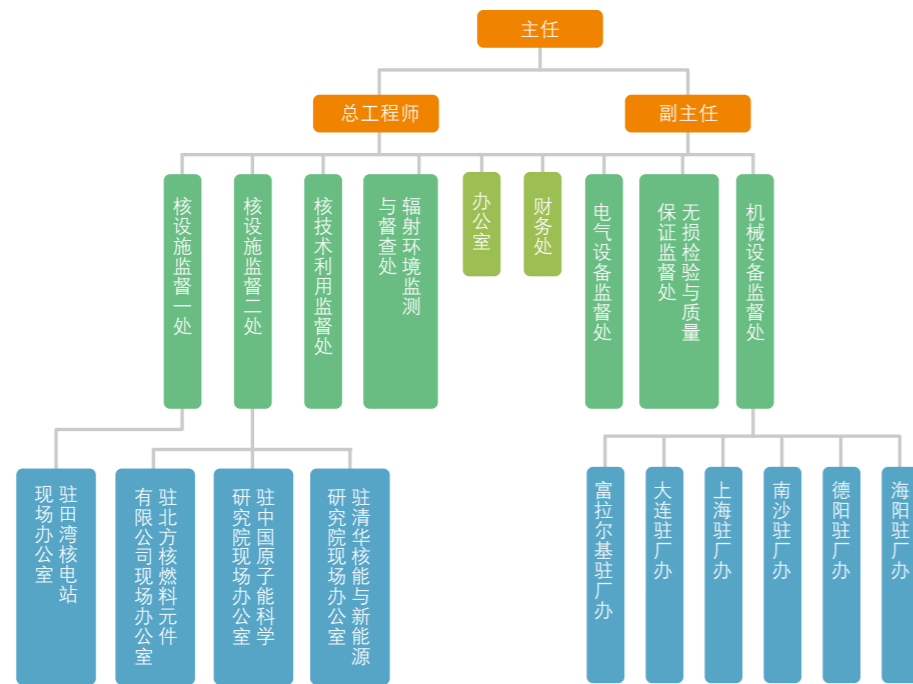 主任
总工程师
副主任
核设施监督一处
核设施监督二处
核技术利用监督处
辐射环境监测
与督查处
办公室
财务处
电气设备监督处
无损检验与质量
保证监督处
机械设备监督处
驻田湾核电站
现场办公室
驻北方核燃料元件
有限公司现场办公室
驻中国原子能科学
研究院现场办公室
驻清华核能与新能源
研究院现场办公室
富拉尔基驻厂办
大连驻厂办
上海驻厂办
南沙驻厂办
德阳驻厂办
海阳驻厂办